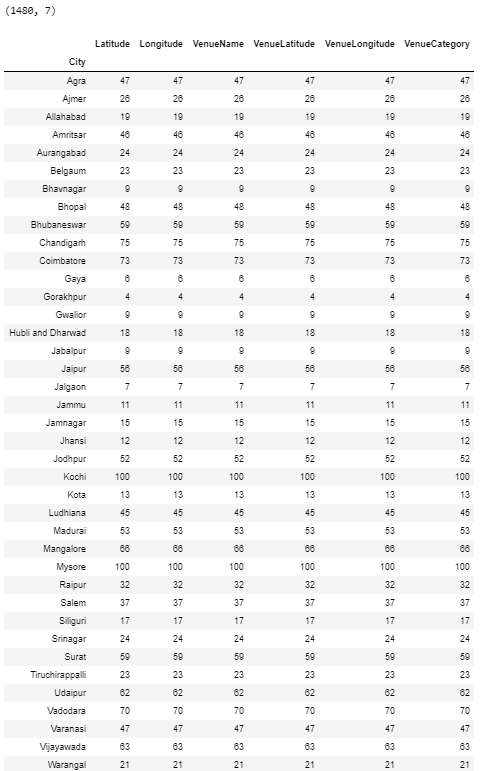 (1480, 7)
Latitude Longitude VenueName VenueLatitude VenueLongitude VenueCategory
City
Agra 47 47 47 47 47 47
Ajmer 26 26 26 26 26 26
Allahabad 19 19 19 19 19 19
Amritsar 46 46 46 46 46 46
Aurangabad 24 24 24 24 24 24
Belgaum 23 23 23 23 23 23
Bhavnagar 9 9 9 9 9 9
Bhopal 48 48 48 48 48 48
Bhubaneswar 59 59 59 59 59 59
Chandigarh 75 75 75 75 75 75
Coimbatore 73 73 73 73 73 73
Gaya 6 6 6 6 6 6
Gorakhpur 4 4 4 4 4 4
Gwalior 9 9 9 9 9 9
Hubli and Dharwad 18 18 18 18 18 18
Jabalpur 9 9 9 9 9 9
Jaipur 56 56 56 56 56 56
Jalgaon 7 7 7 7 7 7
Jammu 11 11 11 11 11 11
Jamnagar 15 15 15 15 15 15
Jhansi 12 12 12 12 12 12
Jodhpur 52 52 52 52 52 52
Kochi 100 100 100 100 100 100
Kota 13 13 13 13 13 13
Ludhiana 45 45 45 45 45 45
Madurai 53 53 53 53 53 53
Mangalore 66 66 66 66 66 66
Mysore 100 100 100 100 100 100
Raipur 32 32 32 32 32 32
Salem 37 37 37 37 37 37
Siliguri 17 17 17 17 17 17
Srinagar 24 24 24 24 24 24
Surat 59 59 59 59 59 59
Tiruchirappalli 23 23 23 23 23 23
Udaipur 62 62 62 62 62 62
Vadodara 70 70 70 70 70 70
Varanasi 47 47 47 47 47 47
Vijayawada 63 63 63 63 63 63
Warangal 21 21 21 21 21 21